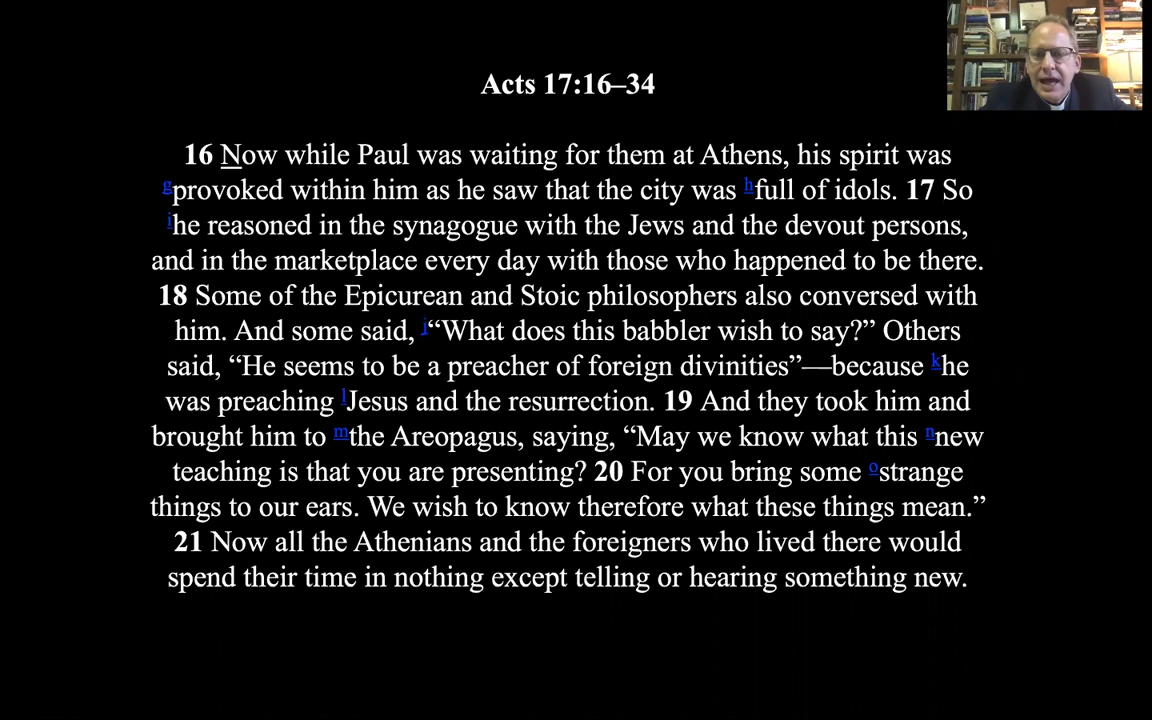 Acts 17:16–34
16 Now while Paul was waiting for them at Athens, his spirit was
gprovoked within him as he saw that the city was hfull of idols. 17 So
ihe reasoned in the synagogue with the Jews and the devout persons,
and in the marketplace every day with those who happened to be there.
18 Some of the Epicurean and Stoic philosophers also conversed with
him. And some said, j“What does this babbler wish to say?” Others
said, “He seems to be a preacher of foreign divinities”—because khe
was preaching lJesus and the resurrection. 19 And they took him and
brought him to mthe Areopagus, saying, “May we know what this nnew
teaching is that you are presenting? 20 For you bring some ostrange
things to our ears. We wish to know therefore what these things mean.”
21 Now all the Athenians and the foreigners who lived there would
spend their time in nothing except telling or hearing something new.